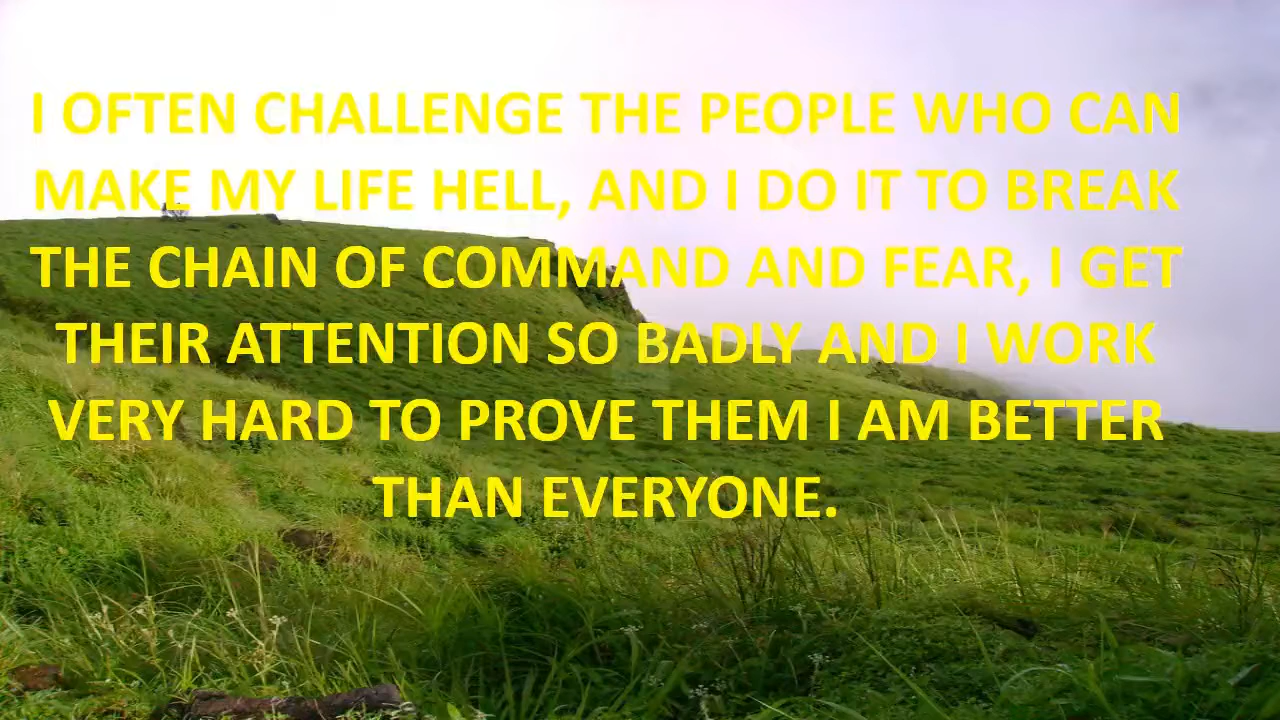 I OFTEN CHALLENGE THE PEOPLE WHO CAN
MAKE MY LIFE HELL, AND I DO IT TO BREAK
THE CHAIN OF COMMAND AND FEAR, I GET
THEIR ATTENTION SO BADLY AND I WORK
VERY HARD TO PROVE THEM I AM BETTER
THAN EVERYONE.